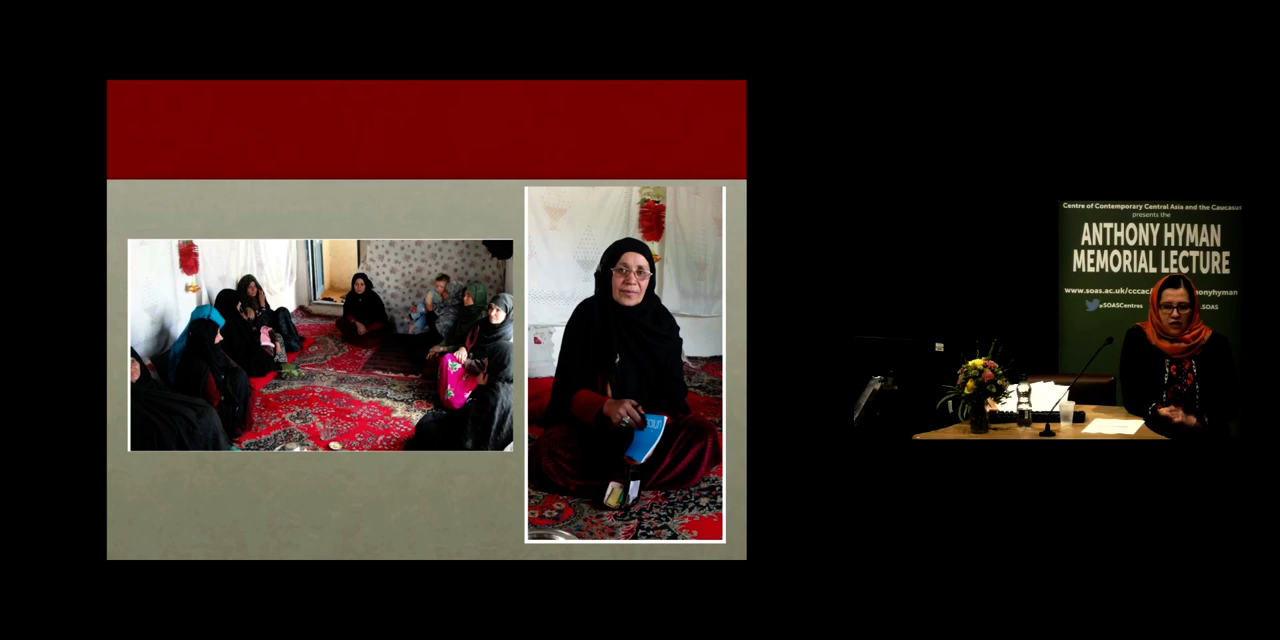 Centre of Contemporary Central Asia and the Caucasus
presents the
ANTHONY HYMAN
MEMORIAL LECTURE
www.soas.ac.uk/cccac/
@SOASCentres
SOAS